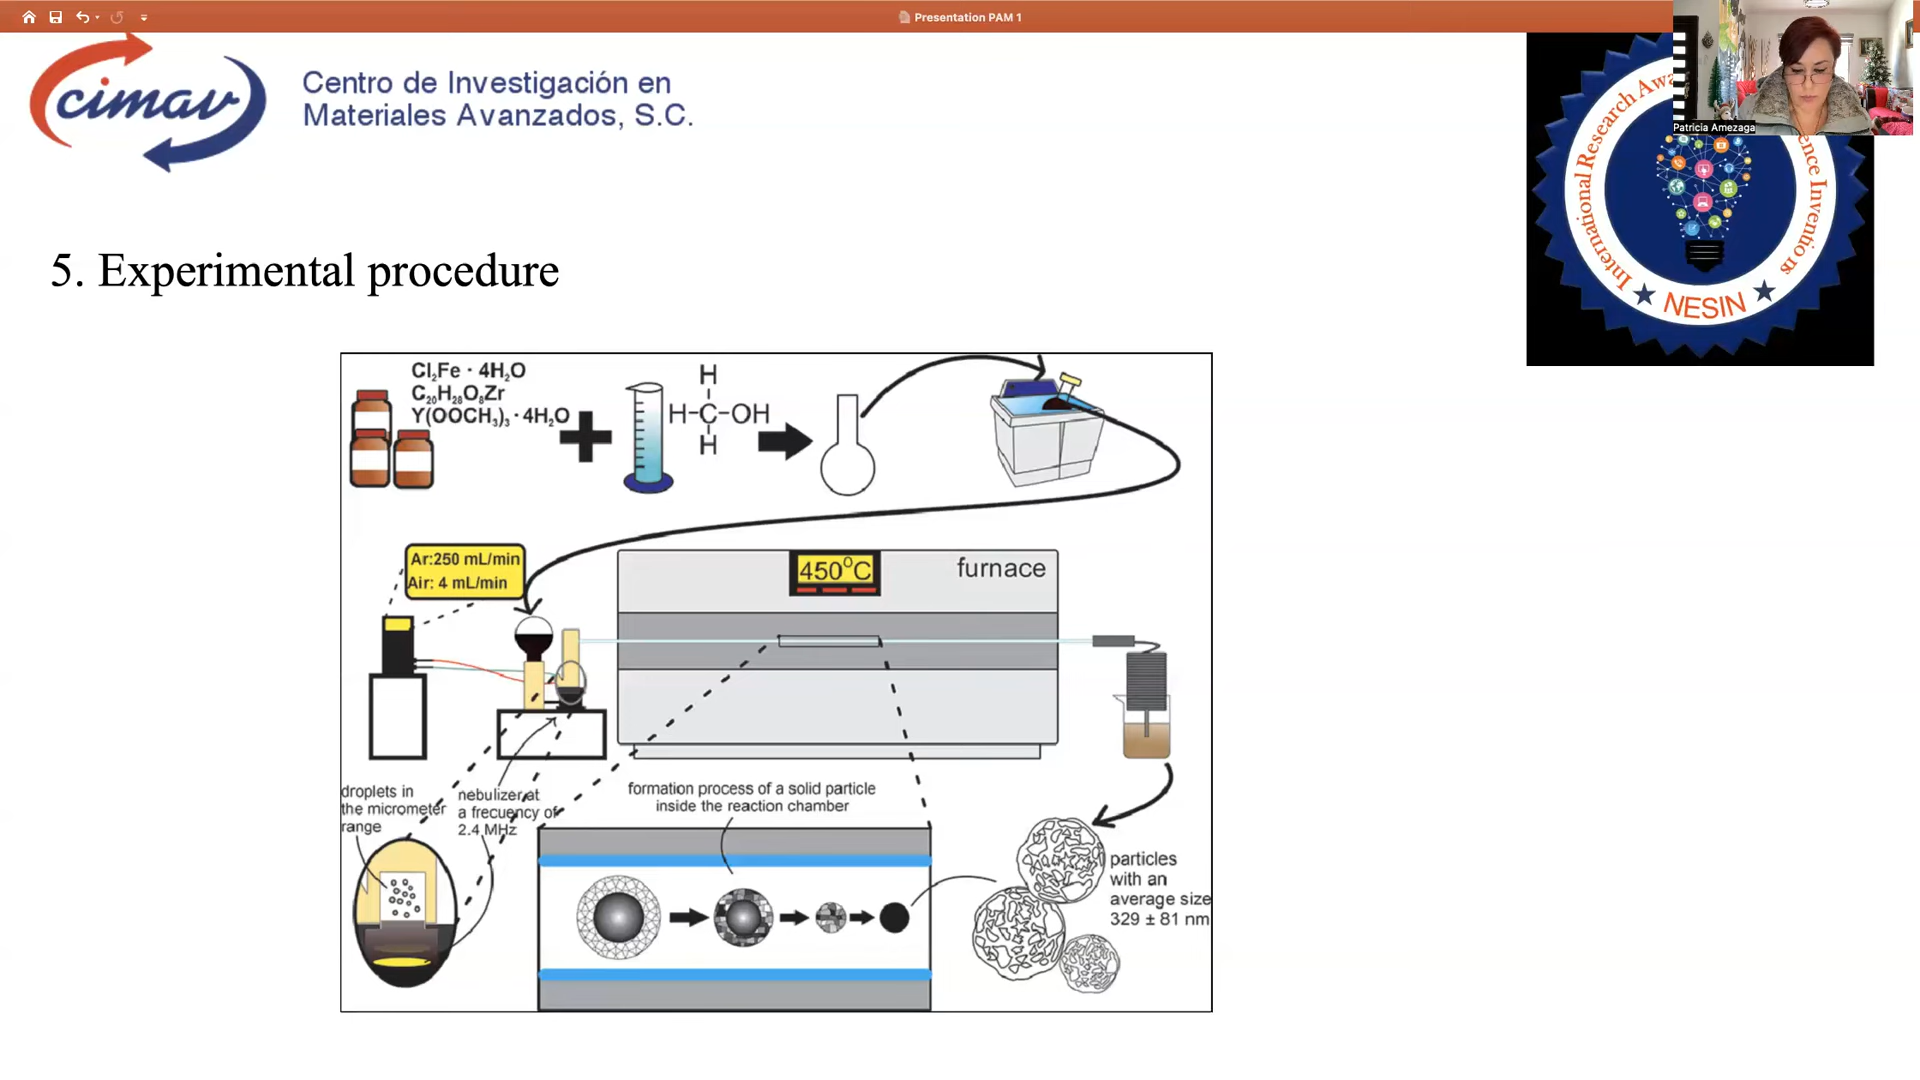 Presentation PAM 1
cimav
Centro de Investigación en
Materiales Avanzados, S.C.
Patricia Amezaga
International Research Awa
ence Inventions
NESIN
5. Experimental procedure
Cl₂Fe · 4H₂O
C₂₀H₂₈O₈Zr
Y(OOCH₃)₃ · 4H₂O
H
H-C-OH
H
Ar:250 mL/min
Air: 4 mL/min
450°C
furnace
droplets in
the micrometer
range
nebulizer at
a frecuency of
2.4 MHz
formation process of a solid particle
inside the reaction chamber
particles
with an
average size
329 ± 81 nm